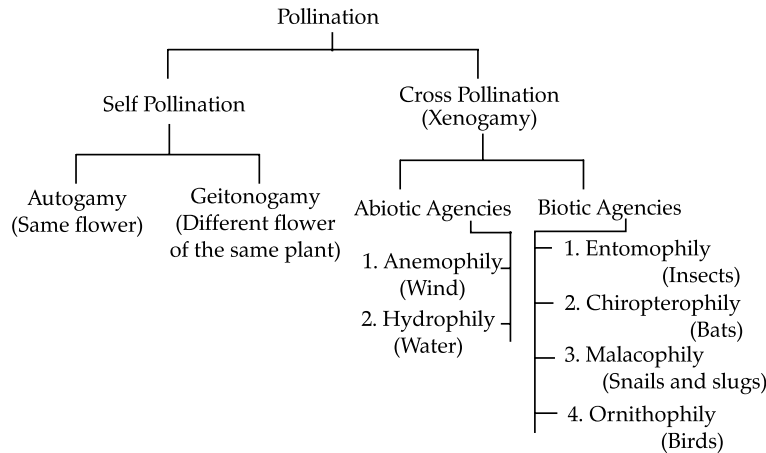 Pollination
Self Pollination
Cross Pollination
(Xenogamy)
Autogamy
(Same flower)
Geitonogamy
(Different flower
of the same plant)
Abiotic Agencies
1. Anemophily
(Wind)
2. Hydrophily
(Water)
Biotic Agencies
1. Entomophily
(Insects)
2. Chiropterophily
(Bats)
3. Malacophily
(Snails and slugs)
4. Ornithophily
(Birds)